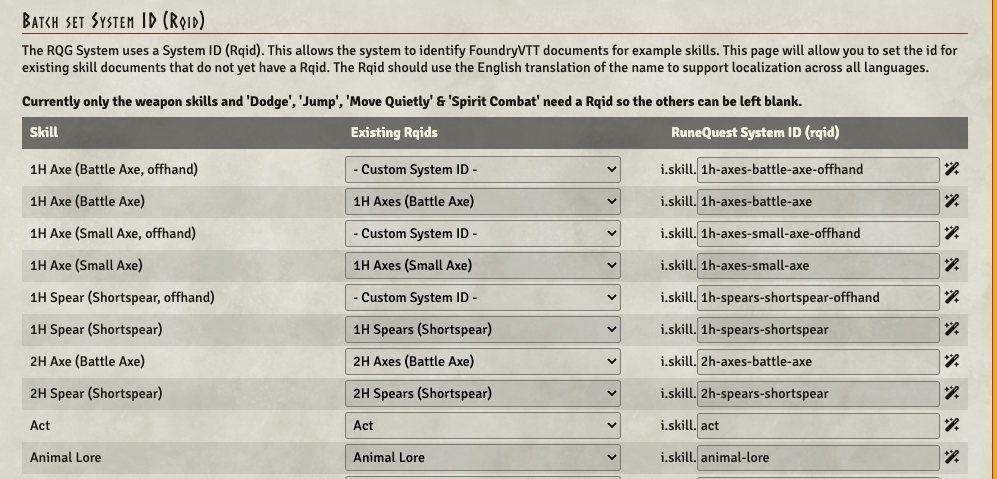 Batch set System ID (Rqid)
The RQG System uses a System ID (Rqid). This allows the system to identify FoundryVTT documents for example skills. This page will allow you to set the id for
existing skill documents that do not yet have a Rqid. The Rqid should use the English translation of the name to support localization across all languages.
Currently only the weapon skills and 'Dodge', 'Jump', 'Move Quietly' & 'Spirit Combat' need a Rqid so the others can be left blank.
Skill Existing Rqids RuneQuest System ID (rqid)
1H Axe (Battle Axe, offhand) - Custom System ID - i.skill. 1h-axes-battle-axe-offhand
1H Axe (Battle Axe) 1H Axes (Battle Axe) i.skill. 1h-axes-battle-axe
1H Axe (Small Axe, offhand) - Custom System ID - i.skill. 1h-axes-small-axe-offhand
1H Axe (Small Axe) 1H Axes (Small Axe) i.skill. 1h-axes-small-axe
1H Spear (Shortspear, offhand) - Custom System ID - i.skill. 1h-spears-shortspear-offhand
1H Spear (Shortspear) 1H Spears (Shortspear) i.skill. 1h-spears-shortspear
2H Axe (Battle Axe) 2H Axes (Battle Axe) i.skill. 2h-axes-battle-axe
2H Spear (Shortspear) 2H Spears (Shortspear) i.skill. 2h-spears-shortspear
Act Act i.skill. act
Animal Lore Animal Lore i.skill. animal-lore